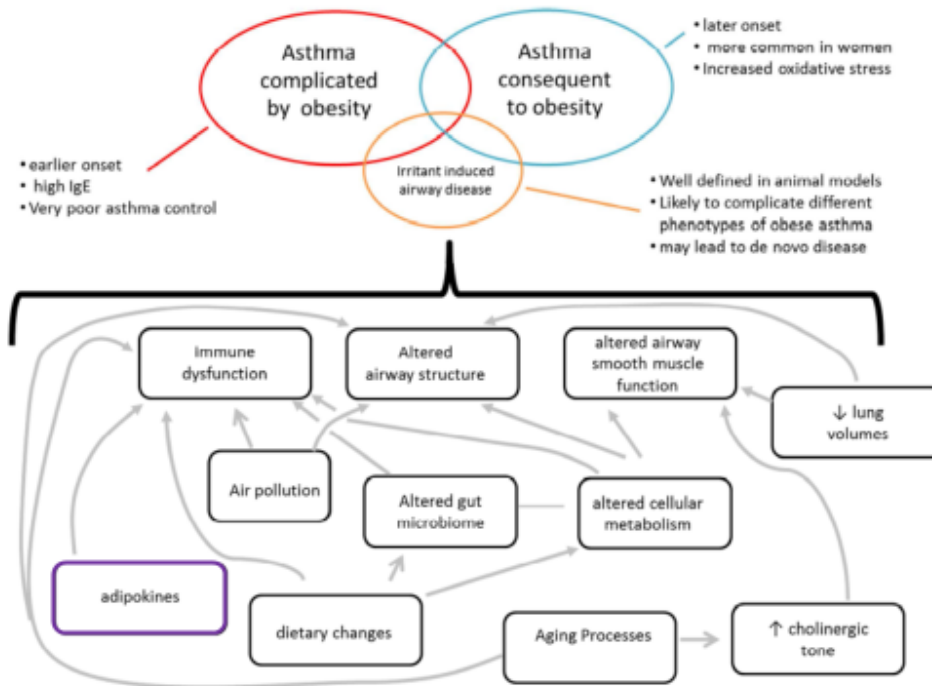 Asthma
complicated
by obesity
Asthma
consequent
to obesity
• later onset
• more common in women
• Increased oxidative stress
• earlier onset
• high IgE
• Very poor asthma control
Irritant induced
airway disease
• Well defined in animal models
• Likely to complicate different
phenotypes of obese asthma
• may lead to de novo disease
Immune
dysfunction
Altered
airway structure
altered airway
smooth muscle
function
↓ lung
volumes
Air pollution
Altered gut
microbiome
altered cellular
metabolism
adipokines
dietary changes
Aging Processes
↑ cholinergic
tone